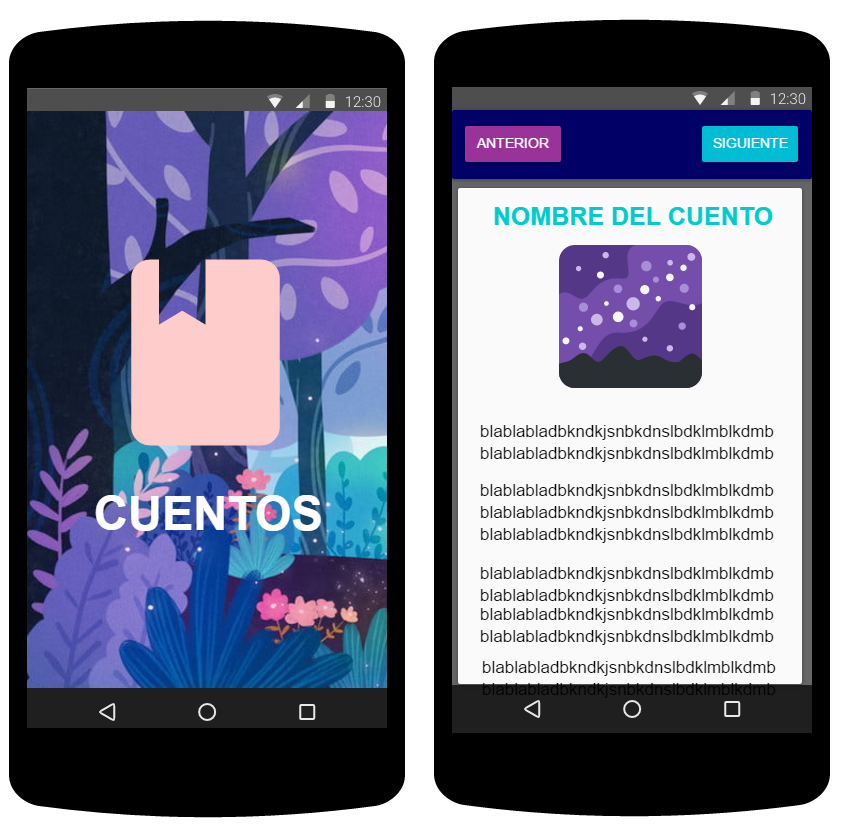 12:30
CUENTOS
12:30
ANTERIOR
SIGUIENTE
NOMBRE DEL CUENTO
blablabladbkndkjsnbkdnslbdklmblkdmb
blablabladbkndkjsnbkdnslbdklmblkdmb
blablabladbkndkjsnbkdnslbdklmblkdmb
blablabladbkndkjsnbkdnslbdklmblkdmb
blablabladbkndkjsnbkdnslbdklmblkdmb
blablabladbkndkjsnbkdnslbdklmblkdmb
blablabladbkndkjsnbkdnslbdklmblkdmb
blablabladbkndkjsnbkdnslbdklmblkdmb
blablabladbkndkjsnbkdnslbdklmblkdmb
blablabladbkndkjsnbkdnslbdklmblkdmb
blablabladbkndkjsnbkdnslbdklmblkdmb